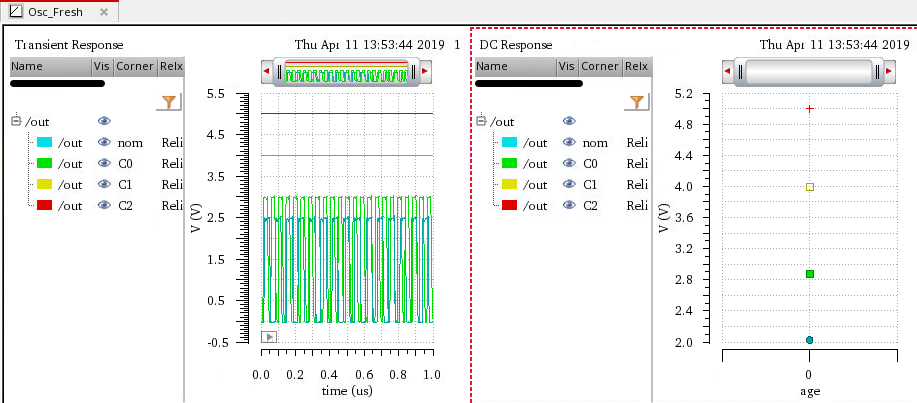 Osc_Fresh
Transient Response
Thu Apr 11 13:53:44 2019 1
Name Vis Corner Relx
/out
/out nom Reli
/out C0 Reli
/out C1 Reli
/out C2 Reli
5.5
4.5
3.5
2.5
1.5
0.5
-0.5
V (V)
0.0 0.2 0.4 0.6 0.8 1.0
time (us)
DC Response
Thu Apr 11 13:53:44 2019
Name Vis Corner Relx
/out
/out nom Reli
/out C0 Reli
/out C1 Reli
/out C2 Reli
5.2
4.8
4.4
4.0
3.6
3.2
2.8
2.4
2.0
V (V)
0
age